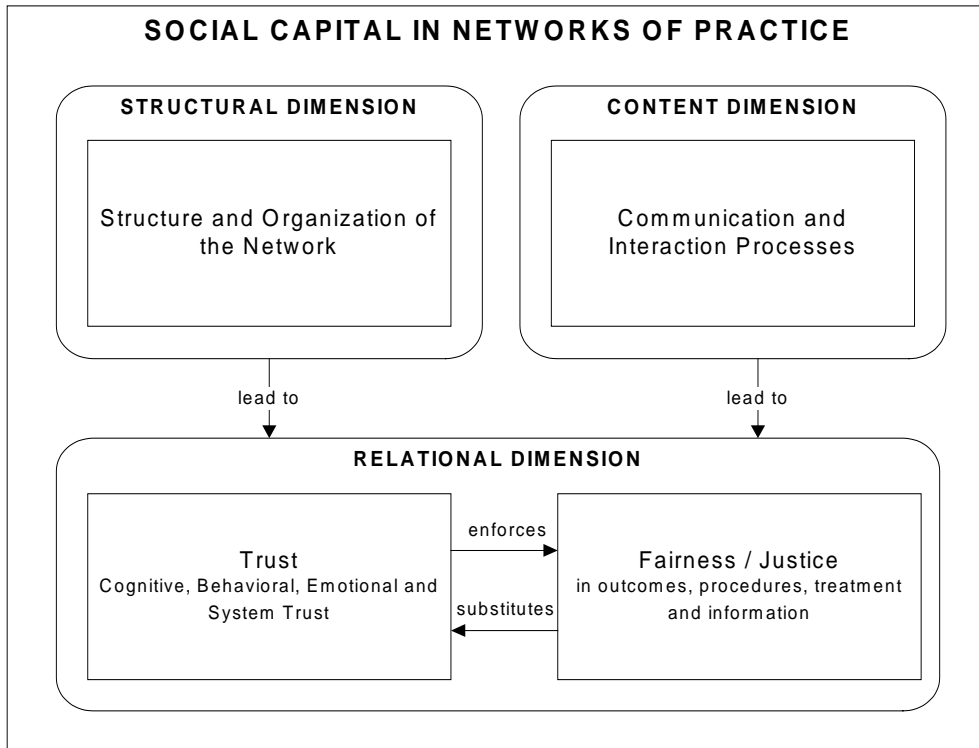 SOCIAL CAPITAL IN NETWORKS OF PRACTICE
STRUCTURAL DIMENSION
Structure and Organization of
the Network
CONTENT DIMENSION
Communication and
Interaction Processes
lead to
lead to
RELATIONAL DIMENSION
Trust
Cognitive, Behavioral, Emotional and
System Trust
enforces
substitutes
Fairness / Justice
in outcomes, procedures, treatment
and information